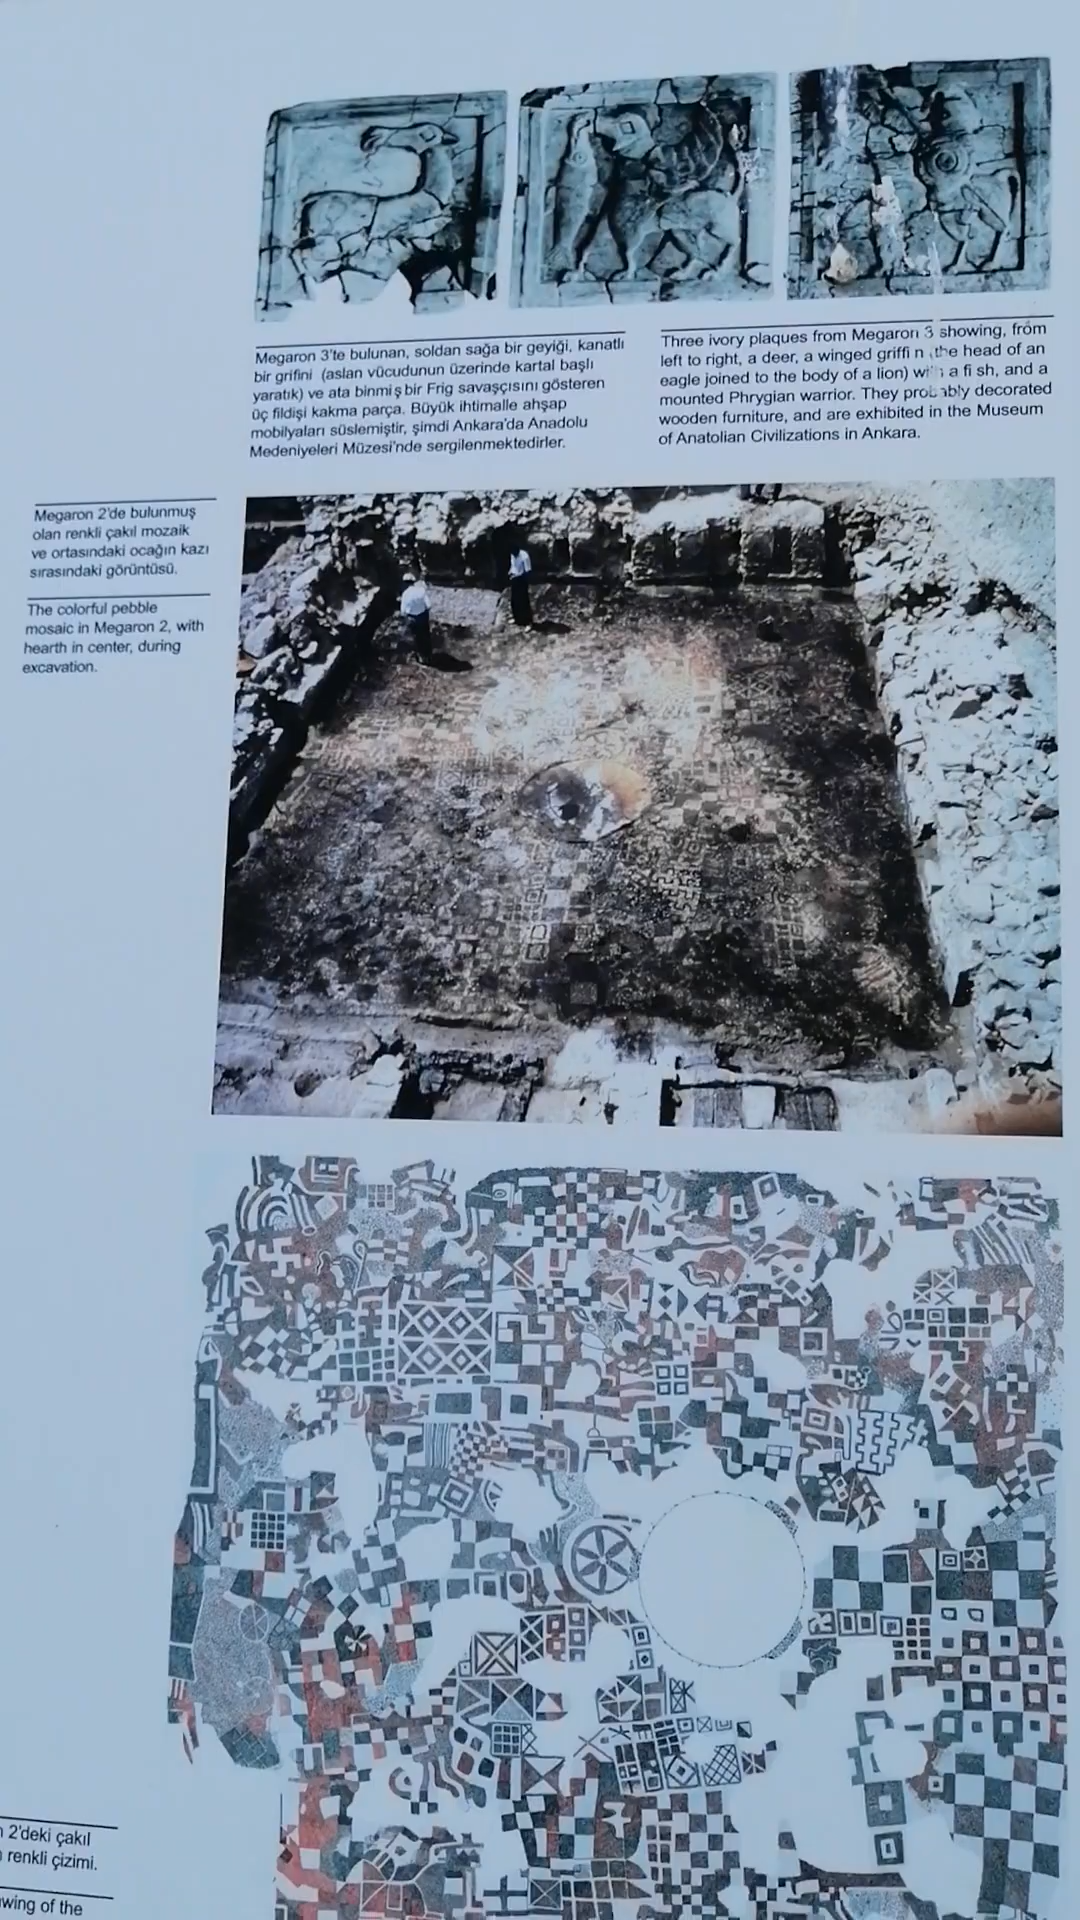 Megaron 3'te bulunan, soldan sağa bir geyiği, kanatlı
bir grifini (aslan vücudunun üzerinde kartal başlı
yaratık) ve ata binmiş bir Frig savaşçısını gösteren
üç fildişi kakma parça. Büyük ihtimalle ahşap
mobilyaları süslemiştir, şimdi Ankara'da Anadolu
Medeniyeleri Müzesi'nde sergilenmektedirler.
Three ivory plaques from Megaron 3 showing, from
left to right, a deer, a winged griffi n (the head of an
eagle joined to the body of a lion) with a fi sh, and a
mounted Phrygian warrior. They probably decorated
wooden furniture, and are exhibited in the Museum
of Anatolian Civilizations in Ankara.
Megaron 2'de bulunmuş
olan renkli çakıl mozaik
ve ortasındaki ocağın kazı
sırasındaki görüntüsü.
The colorful pebble
mosaic in Megaron 2, with
hearth in center, during
excavation.
2'deki çakıl
renkli çizimi.
of the